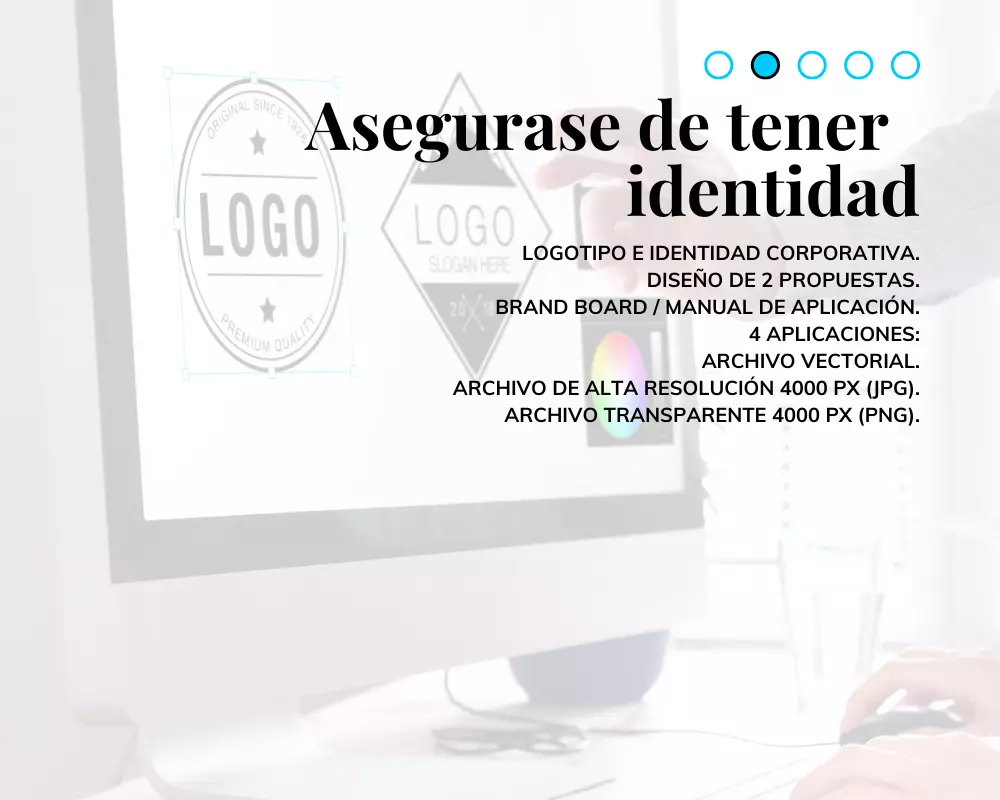 Asegurase de tener
identidad
LOGOTIPO E IDENTIDAD CORPORATIVA.
DISEÑO DE 2 PROPUESTAS.
BRAND BOARD / MANUAL DE APLICACIÓN.
4 APLICACIONES:
ARCHIVO VECTORIAL.
ARCHIVO DE ALTA RESOLUCIÓN 4000 PX (JPG).
ARCHIVO TRANSPARENTE 4000 PX (PNG).
ORIGINAL SINCE 1926
LOGO
PREMIUM QUALITY
LOGO
SLOGAN HERE